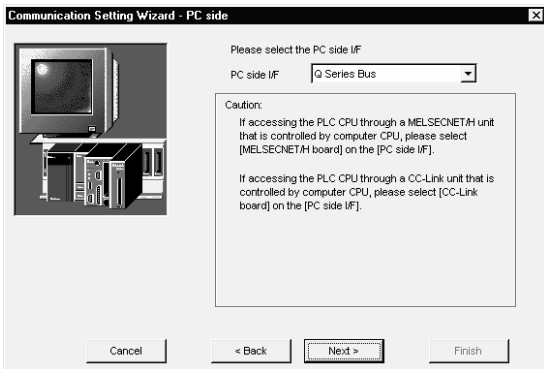 Communication Setting Wizard - PC side
Please select the PC side I/F
PC side I/F
Q Series Bus
Caution:
If accessing the PLC CPU through a MELSECNET/H unit
that is controlled by computer CPU, please select
[MELSECNET/H board] on the [PC side I/F].
If accessing the PLC CPU through a CC-Link unit that is
controlled by computer CPU, please select [CC-Link
board] on the [PC side I/F].
Cancel
< Back
Next >
Finish